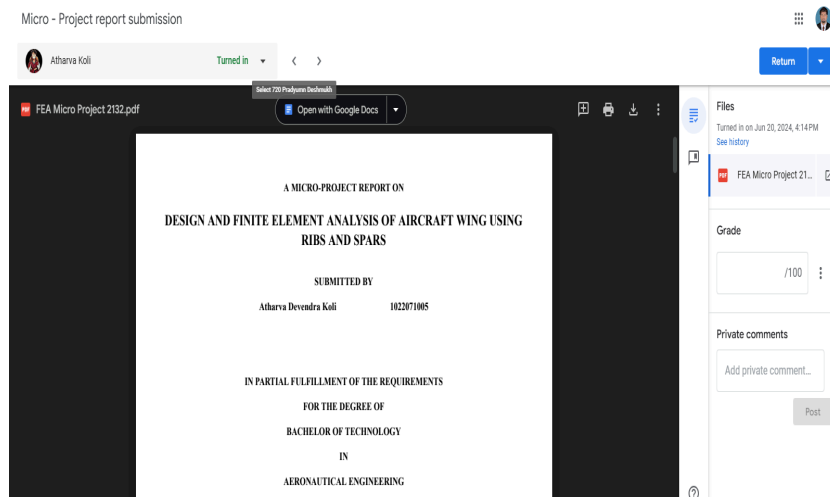 Micro - Project report submission
Atharva Koli
Turned in
Return
Select 720 Pradyumn Deshmukh
PDF FEA Micro Project 2132.pdf
Open with Google Docs
Files
Turned in on Jun 20, 2024, 4:14 PM
See history
PDF FEA Micro Project 21...
Grade
/100
Private comments
Add private comment...
Post
A MICRO-PROJECT REPORT ON
DESIGN AND FINITE ELEMENT ANALYSIS OF AIRCRAFT WING USING
RIBS AND SPARS
SUBMITTED BY
Atharva Devendra Koli 1022071005
IN PARTIAL FULFILLMENT OF THE REQUIREMENTS
FOR THE DEGREE OF
BACHELOR OF TECHNOLOGY
IN
AERONAUTICAL ENGINEERING